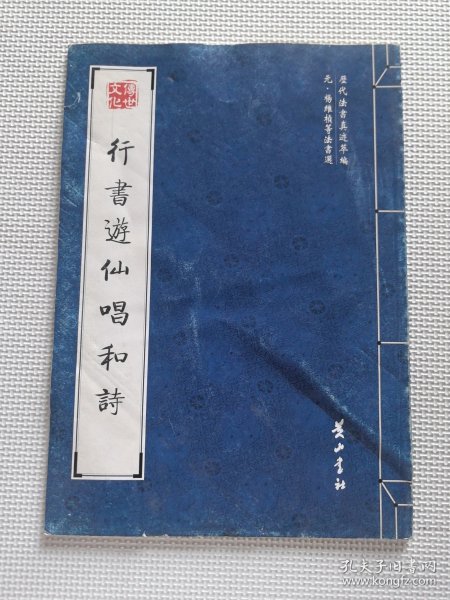 歷代法書真迹萃編
元·楊維楨等法書選
傳世文化
行書遊仙唱和詩
黄山書社
孔夫子旧书网
www.kongfz.com